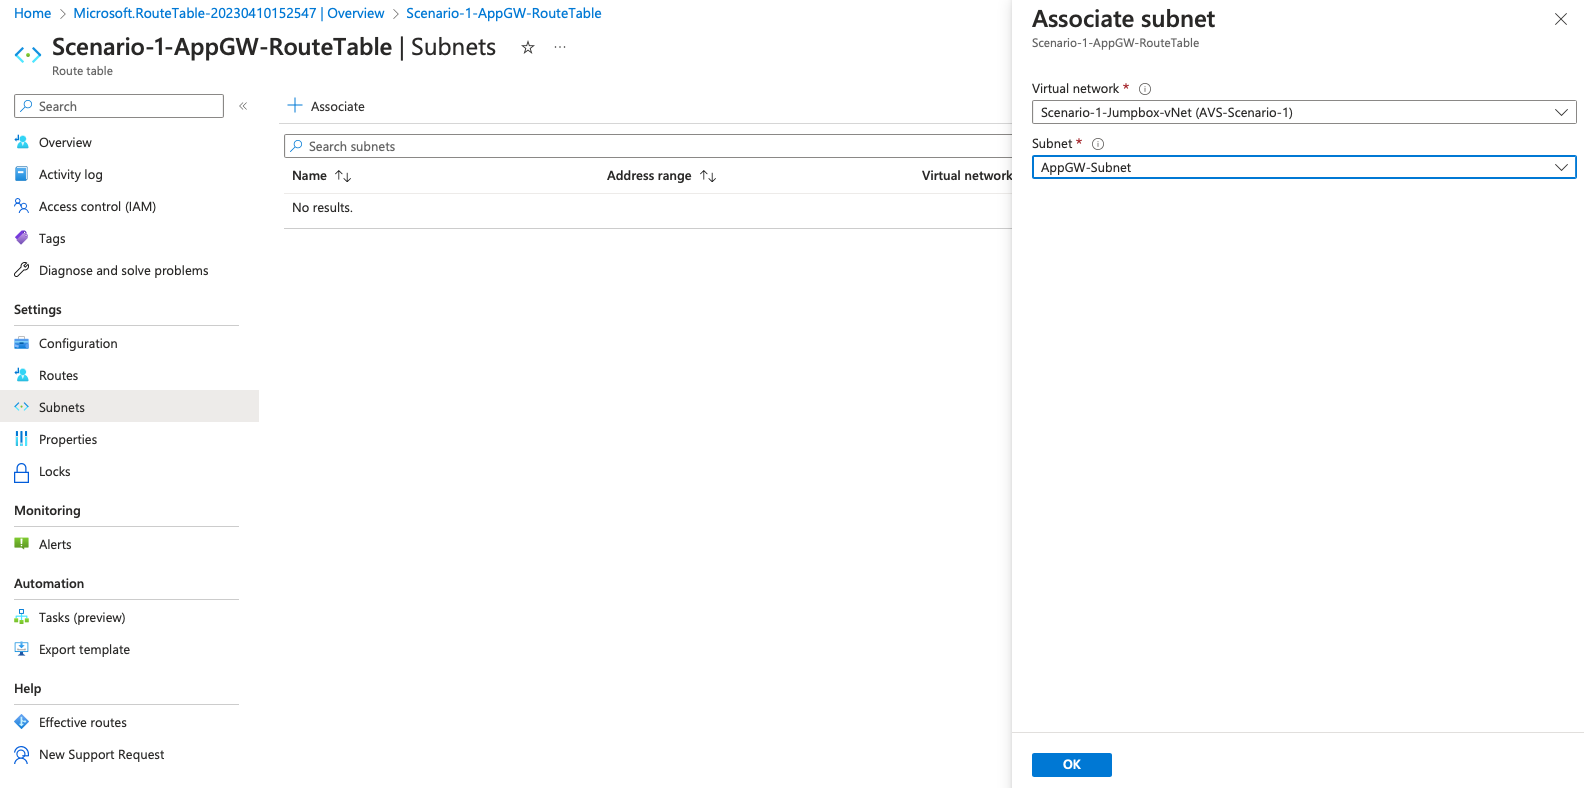 Home > Microsoft.RouteTable-20230410152547 | Overview > Scenario-1-AppGW-RouteTable
Scenario-1-AppGW-RouteTable | Subnets
Route table
Search
Overview
Activity log
Access control (IAM)
Tags
Diagnose and solve problems
Settings
Configuration
Routes
Subnets
Properties
Locks
Monitoring
Alerts
Automation
Tasks (preview)
Export template
Help
Effective routes
New Support Request
Associate
Search subnets
Name Address range Virtual network
No results.
Associate subnet
Scenario-1-AppGW-RouteTable
Virtual network *
Scenario-1-Jumpbox-vNet (AVS-Scenario-1)
Subnet *
AppGW-Subnet
OK